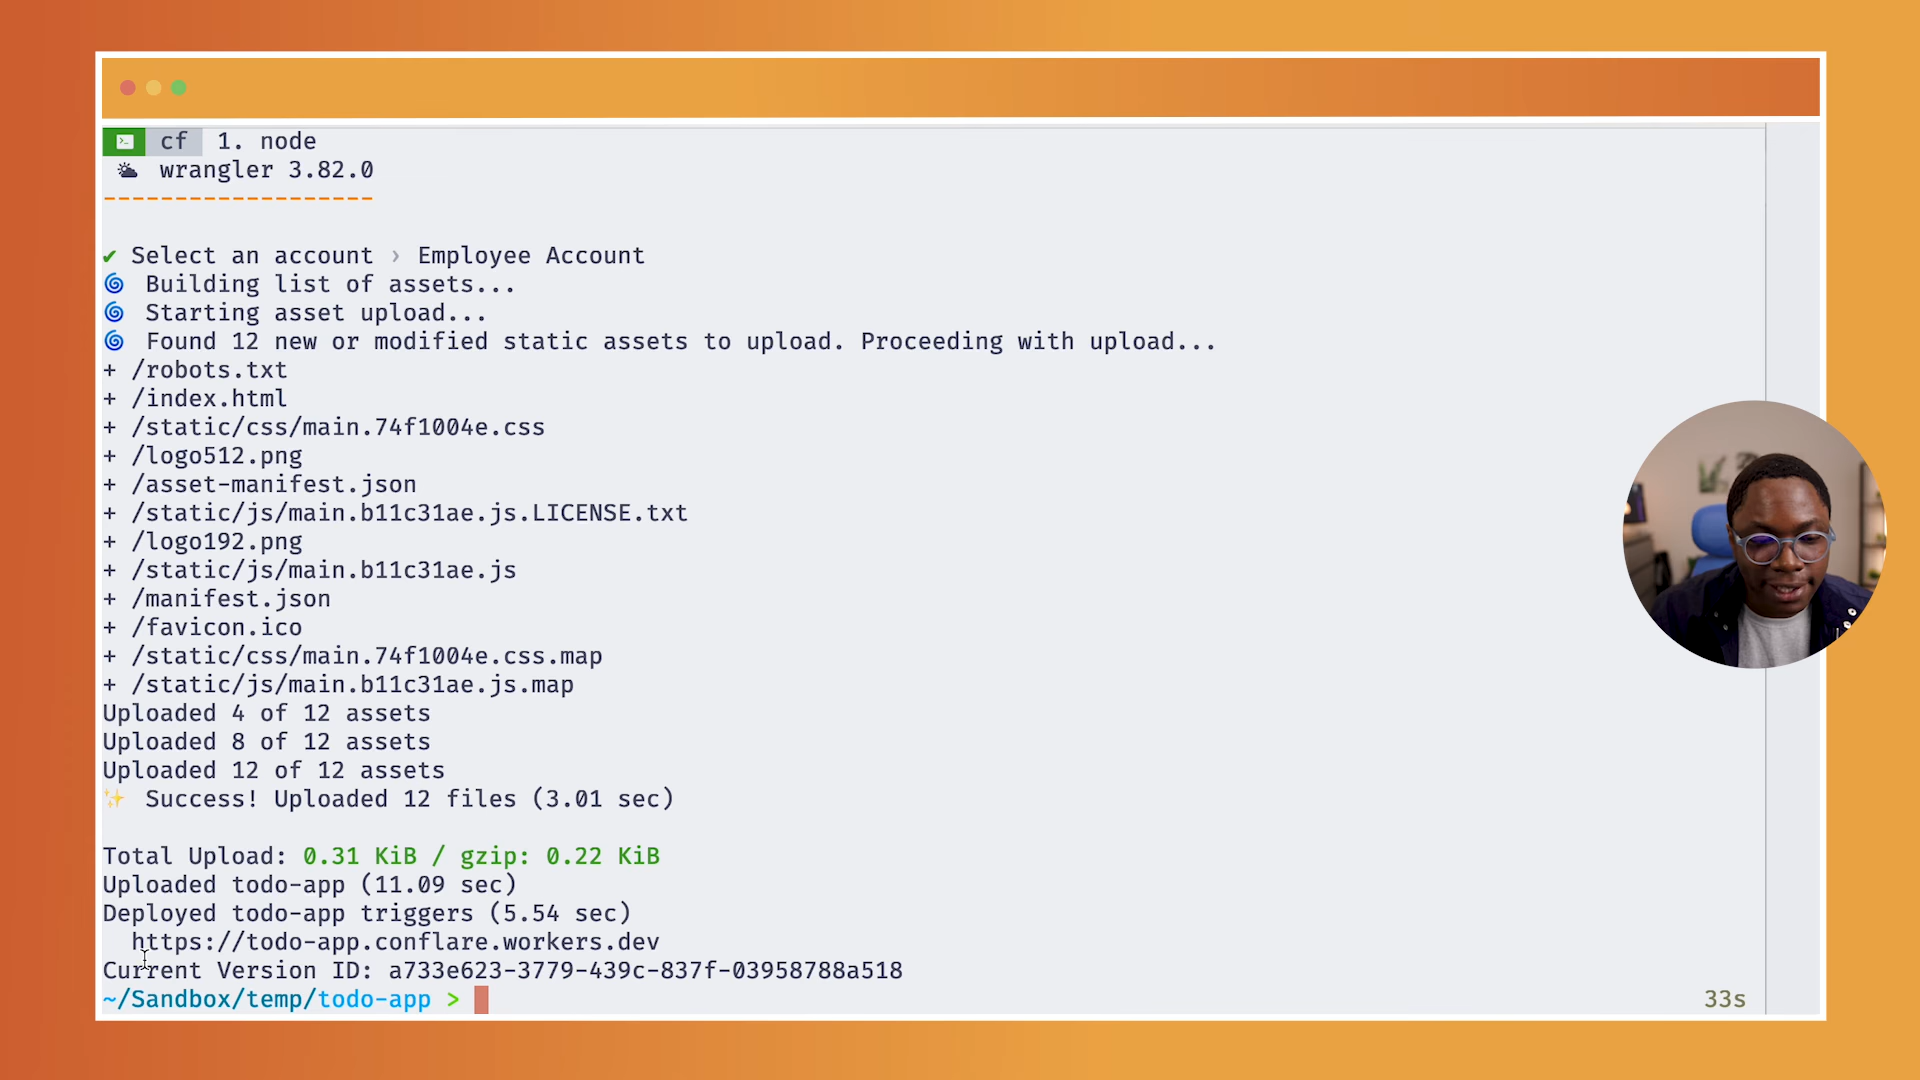 cf 1. node
wrangler 3.82.0
------------------
✔ Select an account › Employee Account
🌀 Building list of assets...
🌀 Starting asset upload...
🌀 Found 12 new or modified static assets to upload. Proceeding with upload...
+ /robots.txt
+ /index.html
+ /static/css/main.74f1004e.css
+ /logo512.png
+ /asset-manifest.json
+ /static/js/main.b11c31ae.js.LICENSE.txt
+ /logo192.png
+ /static/js/main.b11c31ae.js
+ /manifest.json
+ /favicon.ico
+ /static/css/main.74f1004e.css.map
+ /static/js/main.b11c31ae.js.map
Uploaded 4 of 12 assets
Uploaded 8 of 12 assets
Uploaded 12 of 12 assets
✨ Success! Uploaded 12 files (3.01 sec)
Total Upload: 0.31 KiB / gzip: 0.22 KiB
Uploaded todo-app (11.09 sec)
Deployed todo-app triggers (5.54 sec)
https://todo-app.conflare.workers.dev
Current Version ID: a733e623-3779-439c-837f-03958788a518
~/Sandbox/temp/todo-app > 33s